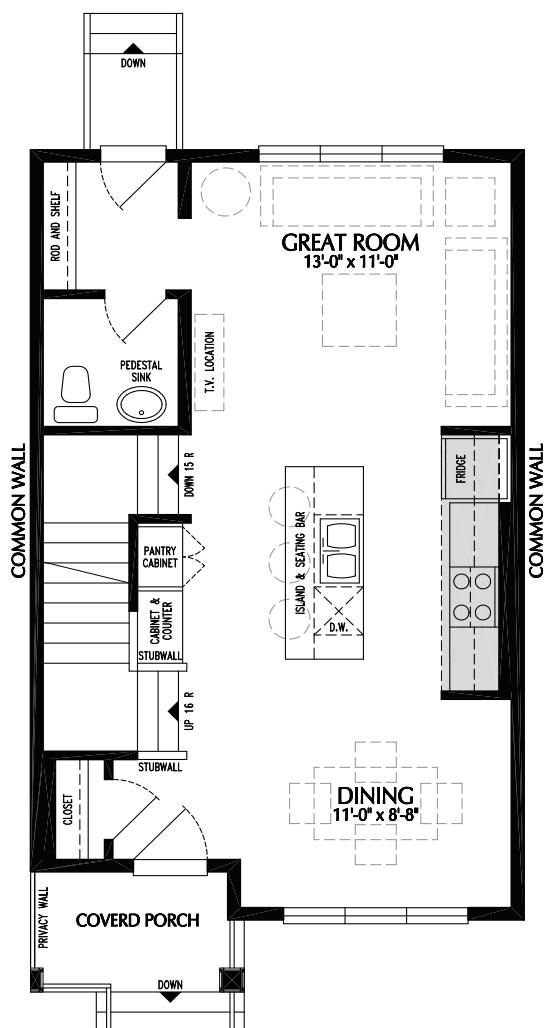 DOWN
ROD AND SHELF
GREAT ROOM
13'-0" x 11'-0"
PEDESTAL
SINK
T.V. LOCATION
COMMON WALL
COMMON WALL
DOWN 15 R
FRIDGE
PANTRY
CABINET
ISLAND & SEATING BAR
CABINET &
COUNTER
D.W.
STUBWALL
UP 16 R
STUBWALL
CLOSET
DINING
11'-0" x 8'-8"
PRIVACY WALL
COVERD PORCH
DOWN